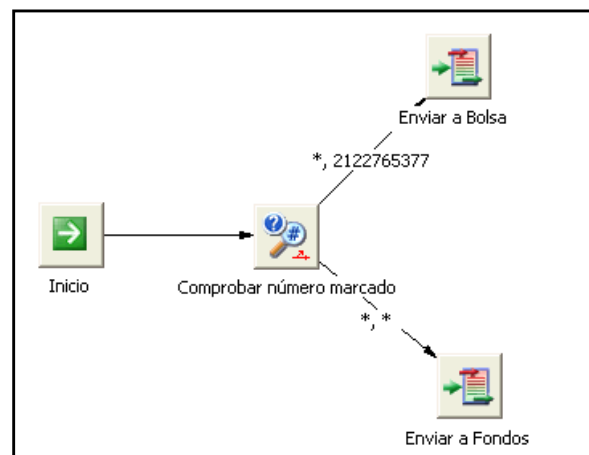 Enviar a Bolsa
*, 2122765377
Inicio
Comprobar número marcado
*, *
Enviar a Fondos